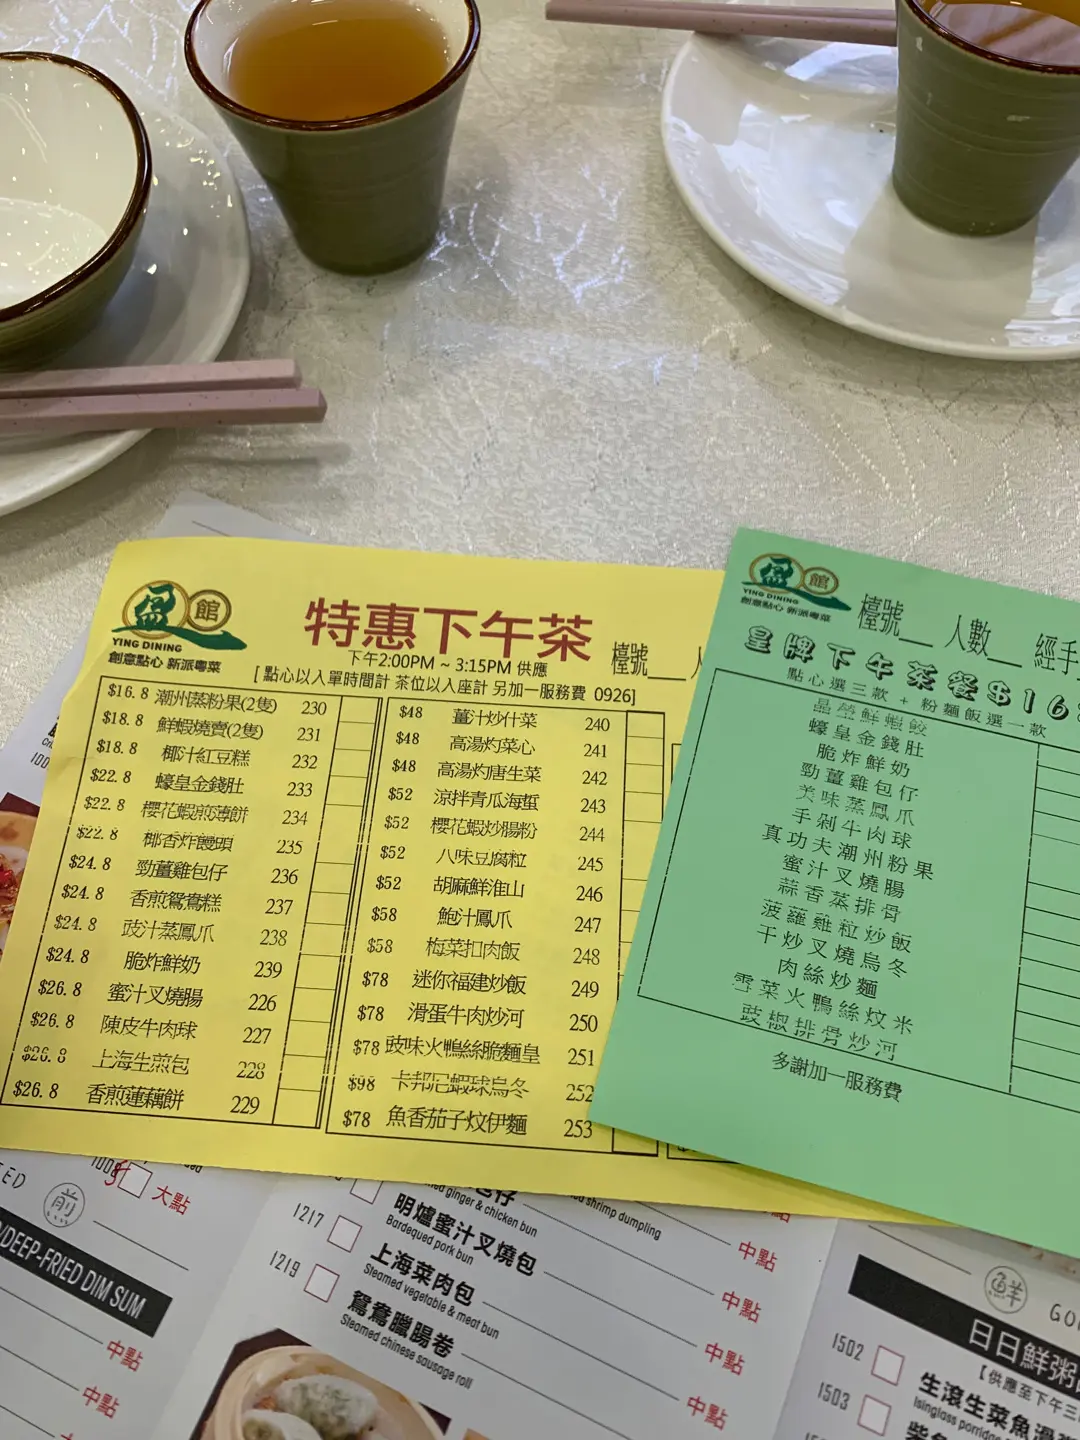 盈館
YING DINING
創意點心 新派粵菜
特惠下午茶
檯號
下午2:00PM ~ 3:15PM 供應
[ 點心以入單時間計 茶位以入座計 另加一服務費 0926]
$16. 8 潮州蒸粉果(2隻) 230
$18. 8 鮮蝦燒賣(2隻) 231
$18. 8 椰汁紅豆糕 232
$22. 8 蠔皇金錢肚 233
$22. 8 櫻花蝦煎薄餅 234
$22. 8 椰香炸饅頭 235
$24. 8 勁薑雞包仔 236
$24. 8 香煎鴛鴦糕 237
$24. 8 豉汁蒸鳳爪 238
$24. 8 脆炸鮮奶 239
$26. 8 蜜汁叉燒腸 226
$26. 8 陳皮牛肉球 227
$26. 8 上海生煎包 228
$26. 8 香煎蓮藕餅 229
$48 薑汁炒什菜 240
$48 高湯灼菜心 241
$48 高湯灼唐生菜 242
$52 涼拌青瓜海蜇 243
$52 櫻花蝦炒腸粉 244
$52 八味豆腐粒 245
$52 胡麻鮮淮山 246
$58 鮑汁鳳爪 247
$58 梅菜扣肉飯 248
$78 迷你福建炒飯 249
$78 滑蛋牛肉炒河 250
$78 豉味火鴨絲脆麵皇 251
$98 卡邦尼蝦球烏冬 252
$78 魚香茄子炆伊麵 253
盈館
YING DINING
創意點心 新派粵菜
檯號 人數 經手
皇牌下午茶餐$16
點心選三款 + 粉麵飯選一款
晶瑩鮮蝦餃
蠔皇金錢肚
脆炸鮮奶
勁薑雞包仔
美味蒸鳳爪
手剁牛肉球
真功夫潮州粉果
蜜汁叉燒腸
蒜香蒸排骨
菠蘿雞粒炒飯
干炒叉燒烏冬
肉絲炒麵
雪菜火鴨絲炆米
豉椒排骨炒河
多謝加一服務費
煎
大點
/DEEP-FRIED DIM SUM
中點
中點
包仔
ginger & chicken bun
shrimp dumpling
1217 明爐蜜汁叉燒包 中點
Bardequed pork bun
1219 上海菜肉包 中點
Steamed vegetable & meat bun
鴛鴦臘腸卷 中點
Steamed chinese sausage roll
中點
鮮
日日鮮粥
【供應至下午三
1502 生滾生菜魚滑
Isinglass porridge
1503